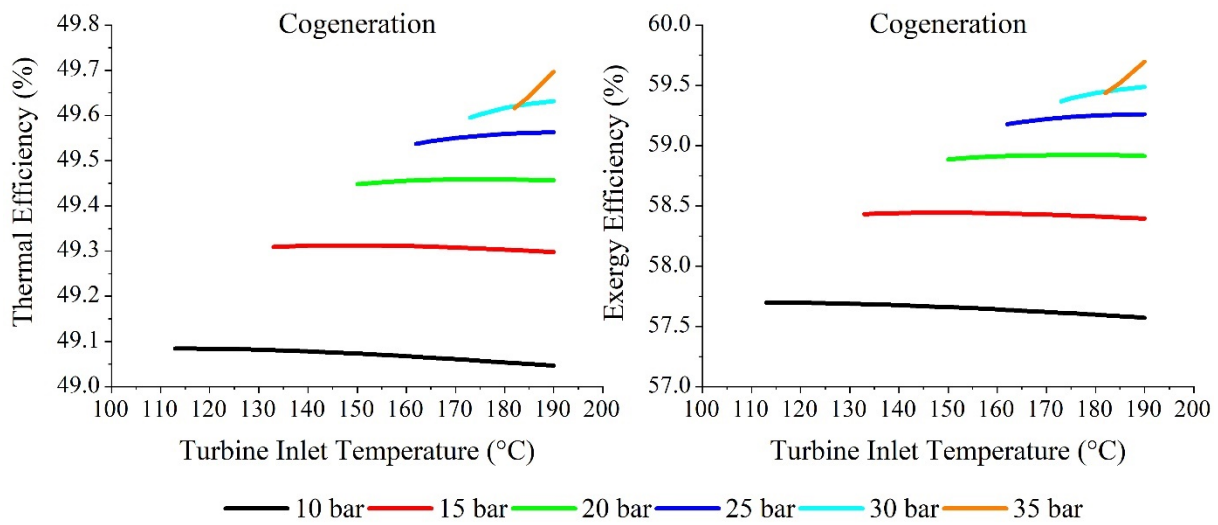 Cogeneration
Thermal Efficiency (%)
49.8
49.7
49.6
49.5
49.4
49.3
49.2
49.1
49.0
100 110 120 130 140 150 160 170 180 190 200
Turbine Inlet Temperature (°C)
Cogeneration
Exergy Efficiency (%)
60.0
59.5
59.0
58.5
58.0
57.5
57.0
100 110 120 130 140 150 160 170 180 190 200
Turbine Inlet Temperature (°C)
10 bar 15 bar 20 bar 25 bar 30 bar 35 bar